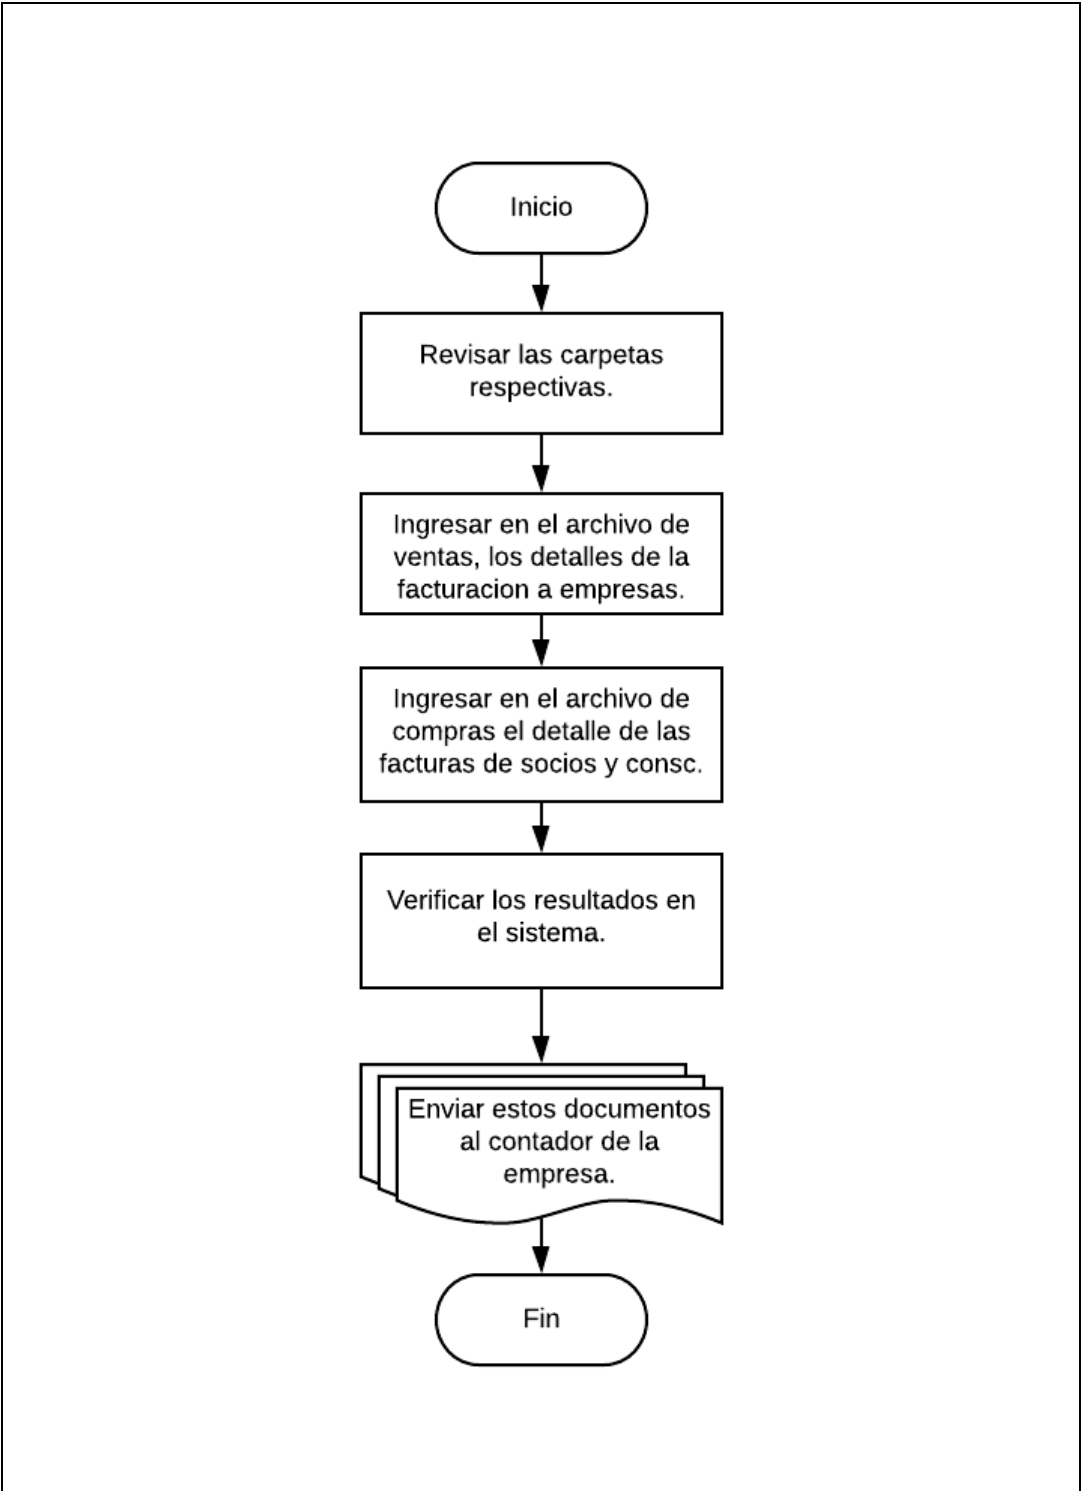 Inicio
Revisar las carpetas
respectivas.
Ingresar en el archivo de
ventas, los detalles de la
facturacion a empresas.
Ingresar en el archivo de
compras el detalle de las
facturas de socios y consc.
Verificar los resultados en
el sistema.
Enviar estos documentos
al contador de la
empresa.
Fin